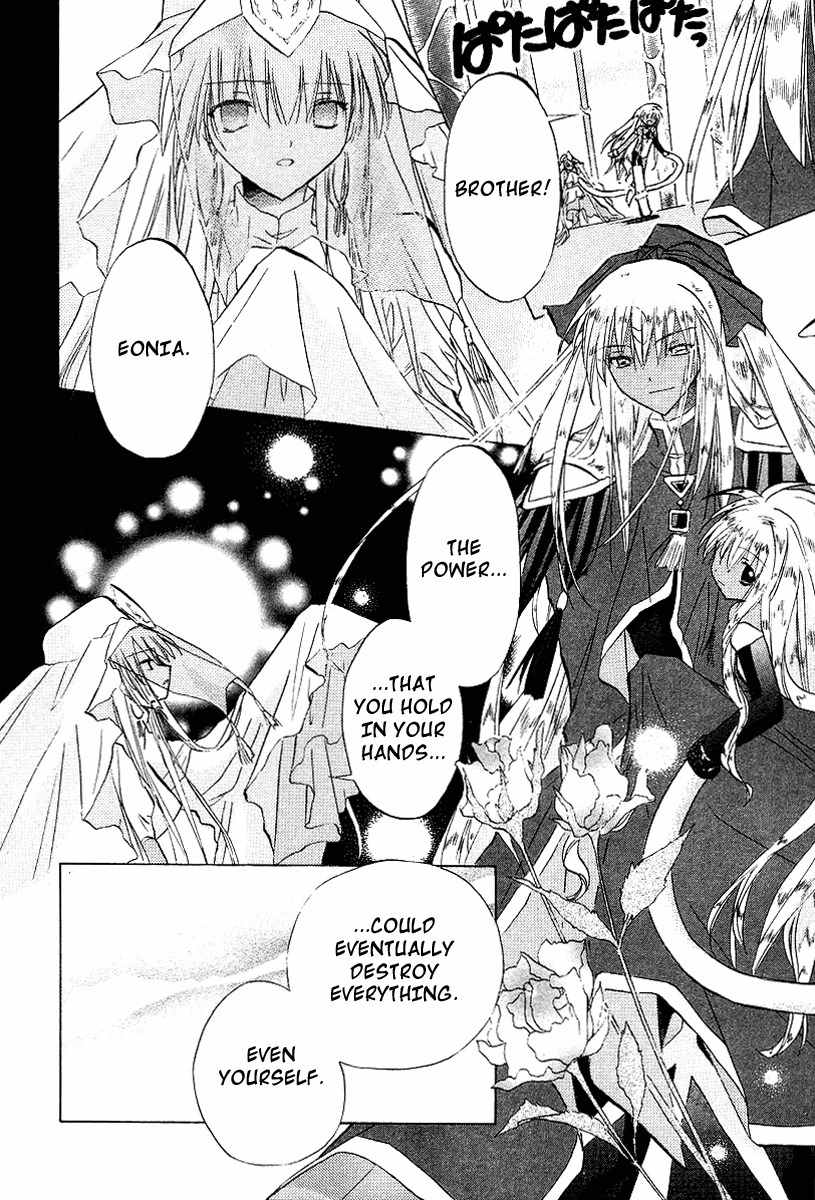 ぱたぱたぱたっ
BROTHER!
EONIA.
THE
POWER...
...THAT
YOU HOLD
IN YOUR
HANDS...
...COULD
EVENTUALLY
DESTROY
EVERYTHING.
EVEN
YOURSELF.